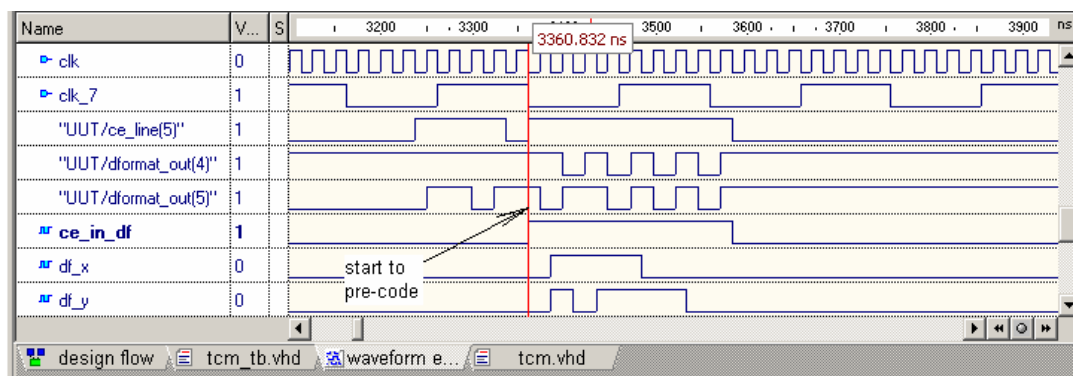 Name V... S 3200 3300 3500 3600 3700 3800 3900 ns
3360.832 ns
clk 0
clk_7 1
"UUT/ce_line(5)" 1
"UUT/dformat_out(4)" 1
"UUT/dformat_out(5)" 1
ce_in_df 1
df_x 0 start to
df_y 0 pre-code
design flow tcm_tb.vhd waveform e... tcm.vhd